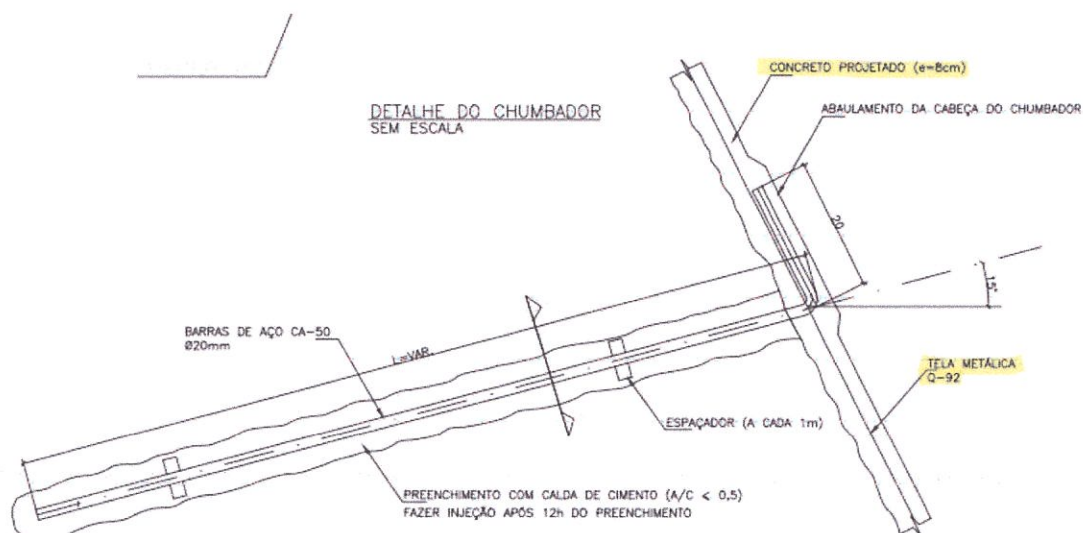 CONCRETO PROJETADO (e=8cm)
DETALHE DO CHUMBADOR
SEM ESCALA
ABAULAMENTO DA CABEÇA DO CHUMBADOR
20
15°
BARRAS DE AÇO CA-50
Ø20mm
L=VAR.
TELA METÁLICA
Q-92
ESPAÇADOR (A CADA 1m)
PREENCHIMENTO COM CALDA DE CIMENTO (A/C < 0,5)
FAZER INJEÇÃO APÓS 12h DO PREENCHIMENTO